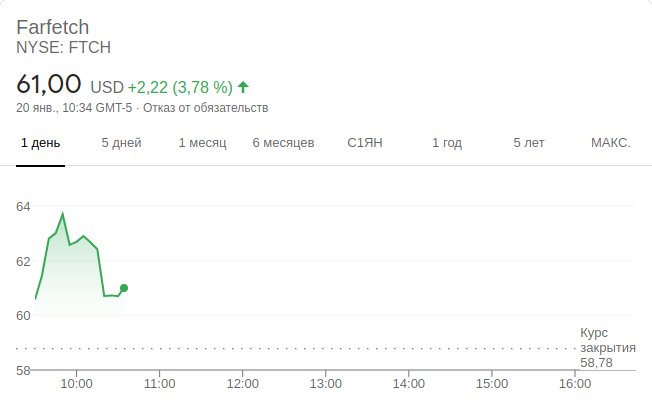 Farfetch
NYSE: FTCH
61,00 USD +2,22 (3,78 %)
20 янв., 10:34 GMT-5 · Отказ от обязательств
1 день 5 дней 1 месяц 6 месяцев С1ЯН 1 год 5 лет МАКС.
64
62
60
58
Курс
закрытия
58,78
10:00 11:00 12:00 13:00 14:00 15:00 16:00